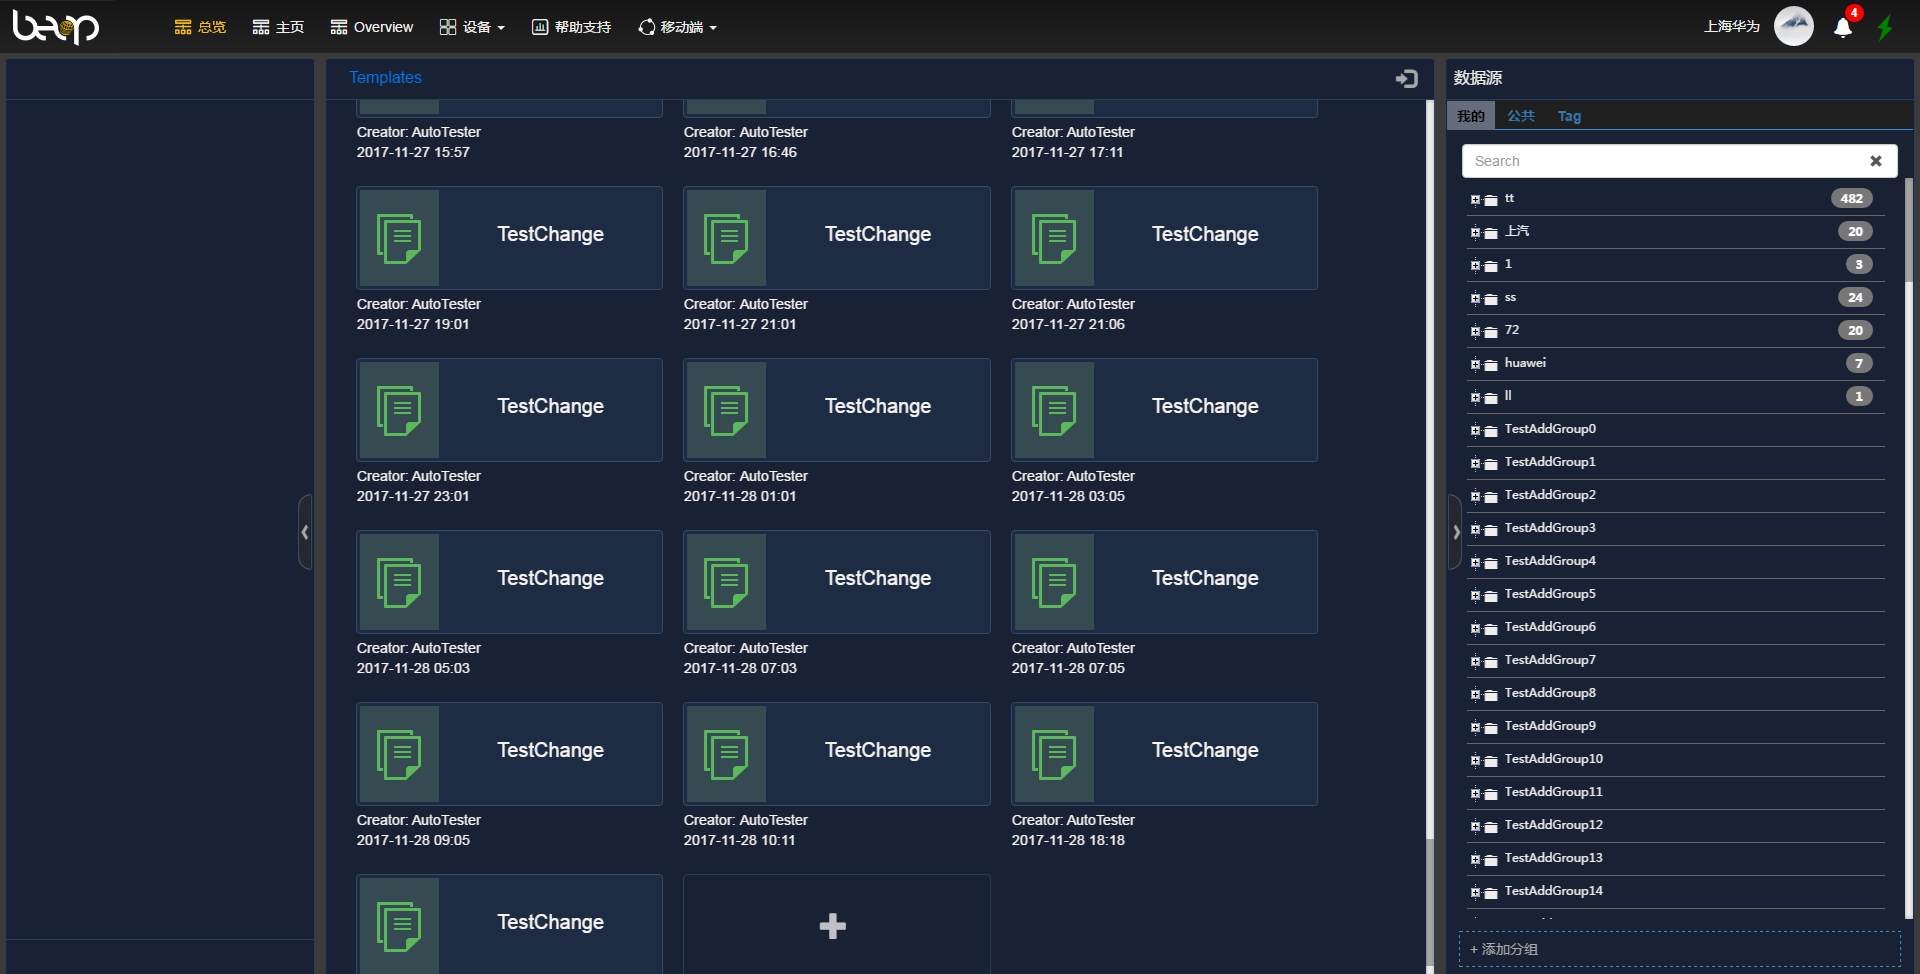 beop
总览
主页
Overview
设备
帮助支持
移动端
上海华为
4
Templates
Creator: AutoTester
2017-11-27 15:57
Creator: AutoTester
2017-11-27 16:46
Creator: AutoTester
2017-11-27 17:11
TestChange
Creator: AutoTester
2017-11-27 19:01
TestChange
Creator: AutoTester
2017-11-27 21:01
TestChange
Creator: AutoTester
2017-11-27 21:06
TestChange
Creator: AutoTester
2017-11-27 23:01
TestChange
Creator: AutoTester
2017-11-28 01:01
TestChange
Creator: AutoTester
2017-11-28 03:05
TestChange
Creator: AutoTester
2017-11-28 05:03
TestChange
Creator: AutoTester
2017-11-28 07:03
TestChange
Creator: AutoTester
2017-11-28 07:05
TestChange
Creator: AutoTester
2017-11-28 09:05
TestChange
Creator: AutoTester
2017-11-28 10:11
TestChange
Creator: AutoTester
2017-11-28 18:18
TestChange
数据源
我的
公共
Tag
Search
tt 482
上汽 20
1 3
ss 24
72 20
huawei 7
ll 1
TestAddGroup0
TestAddGroup1
TestAddGroup2
TestAddGroup3
TestAddGroup4
TestAddGroup5
TestAddGroup6
TestAddGroup7
TestAddGroup8
TestAddGroup9
TestAddGroup10
TestAddGroup11
TestAddGroup12
TestAddGroup13
TestAddGroup14
+ 添加分组